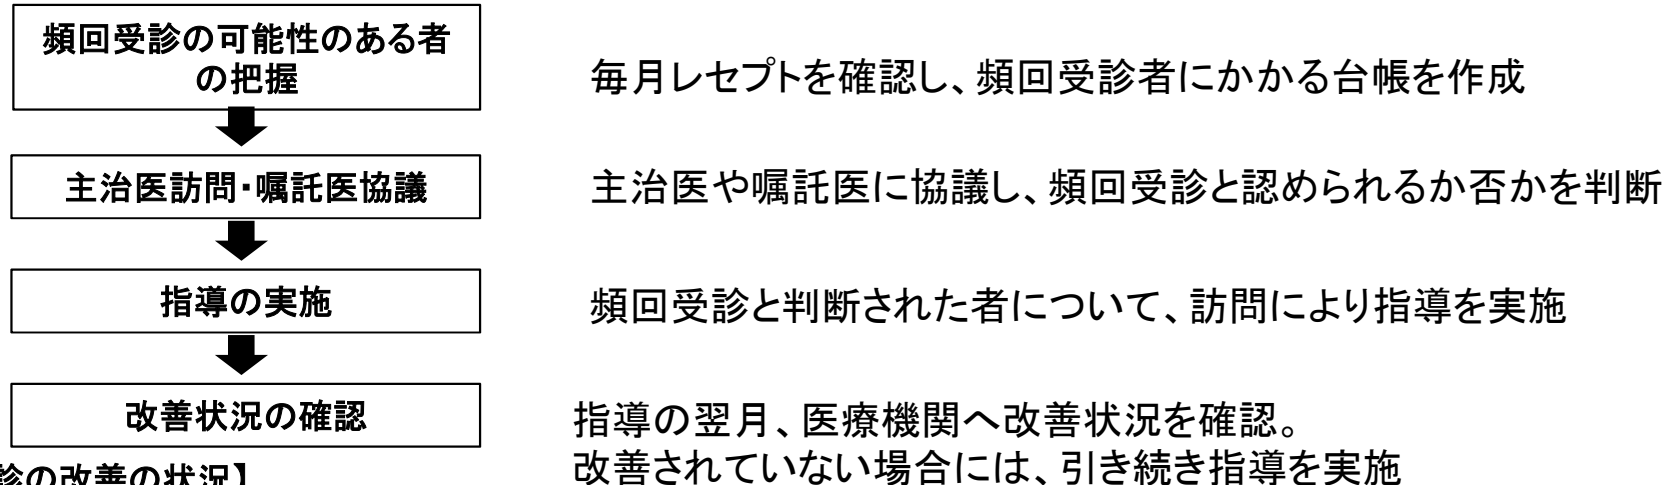 頻回受診の可能性のある者
の把握
毎月レセプトを確認し、頻回受診者にかかる台帳を作成
主治医訪問・嘱託医協議
主治医や嘱託医に協議し、頻回受診と認められるか否かを判断
指導の実施
頻回受診と判断された者について、訪問により指導を実施
改善状況の確認
指導の翌月、医療機関へ改善状況を確認。
改善されていない場合には、引き続き指導を実施
診の改善の状況】